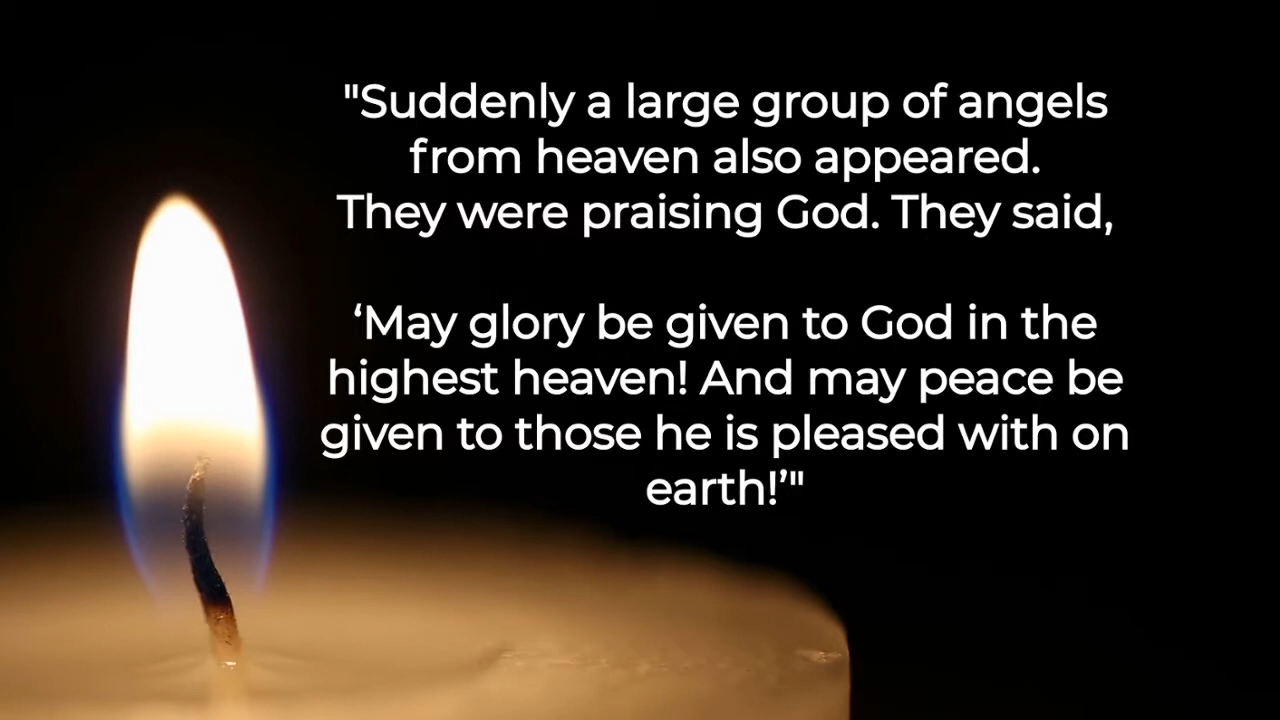 "Suddenly a large group of angels
from heaven also appeared.
They were praising God. They said,
‘May glory be given to God in the
highest heaven! And may peace be
given to those he is pleased with on
earth!’"